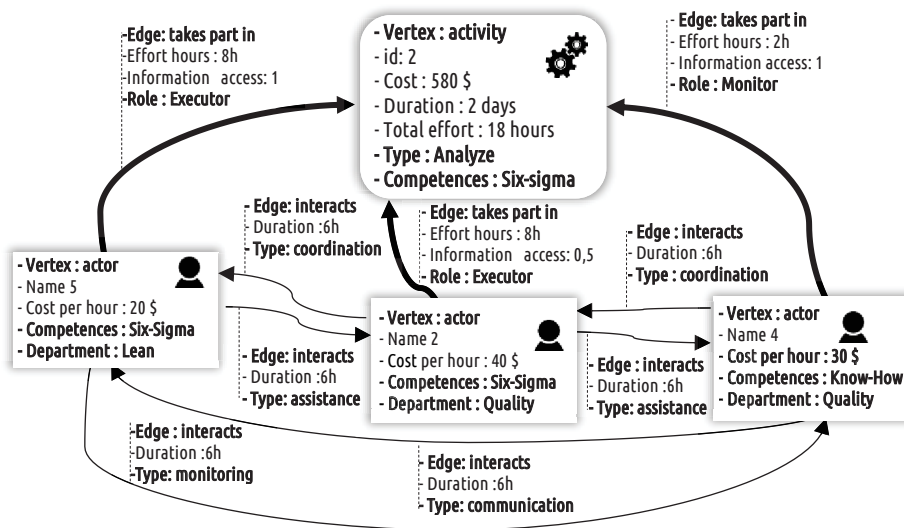 -Edge: takes part in
-Effort hours : 8h
-Information access: 1
-Role : Executor
- Vertex : activity
- id: 2
- Cost : 580 $
- Duration : 2 days
- Total effort : 18 hours
- Type : Analyze
- Competences : Six-sigma
-Edge: takes part in
- Effort hours : 2h
- Information access: 1
- Role : Monitor
- Edge: interacts
- Duration :6h
- Type: coordination
- Edge: takes part in
- Effort hours : 8h
- Information access: 0,5
- Role : Executor
- Edge : interacts
- Duration :6h
- Type : coordination
- Vertex : actor
- Name 5
- Cost per hour : 20 $
- Competences : Six-Sigma
- Department : Lean
- Vertex : actor
- Name 2
- Cost per hour : 40 $
- Competences : Six-Sigma
- Department : Quality
- Vertex : actor
- Name 4
- Cost per hour : 30 $
- Competences : Know-How
- Department : Quality
- Edge: interacts
- Duration :6h
- Type: assistance
- Edge: interacts
- Duration :6h
- Type: assistance
-Edge : interacts
-Duration :6h
-Type: monitoring
- Edge: interacts
- Duration :6h
- Type: communication